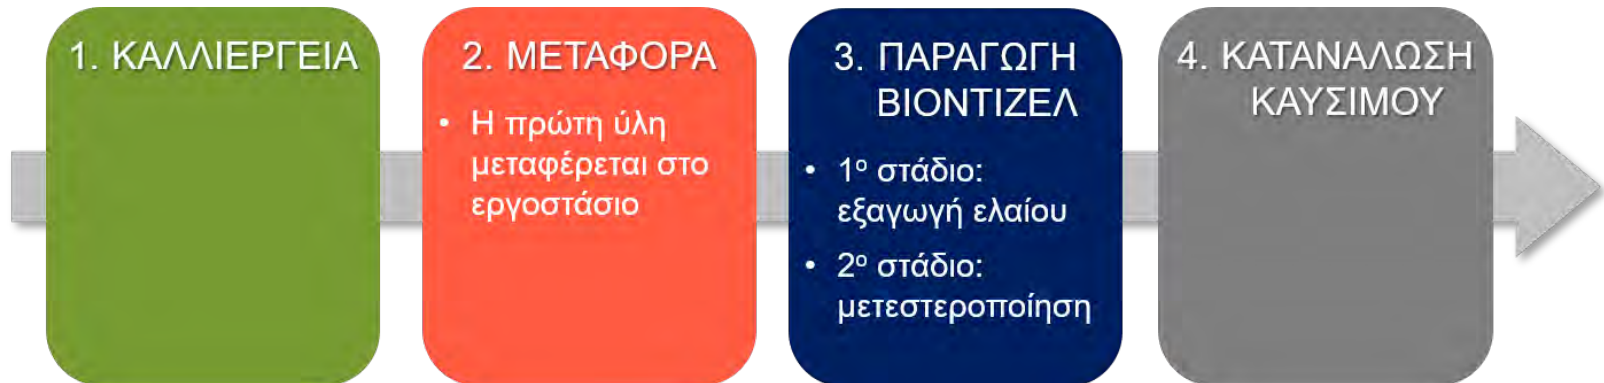 1. ΚΑΛΛΙΕΡΓΕΙΑ
2. ΜΕΤΑΦΟΡΑ
• Η πρώτη ύλη
μεταφέρεται στο
εργοστάσιο
3. ΠΑΡΑΓΩΓΗ
ΒΙΟΝΤΙΖΕΛ
• 1ο στάδιο:
εξαγωγή ελαίου
• 2ο στάδιο:
μετεστεροποίηση
4. ΚΑΤΑΝΑΛΩΣΗ
ΚΑΥΣΙΜΟΥ